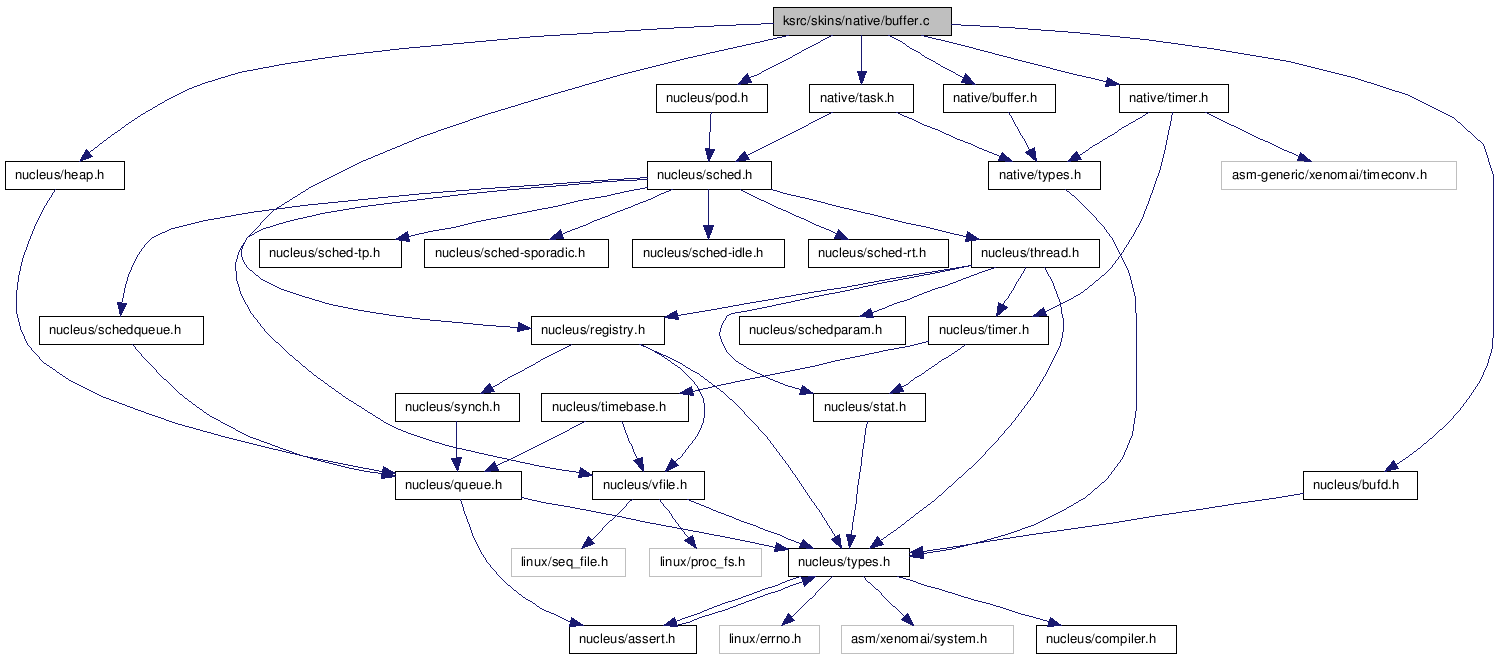 ksrc/skins/native/buffer.c
nucleus/pod.h
native/task.h
native/buffer.h
native/timer.h
nucleus/heap.h
nucleus/sched.h
native/types.h
asm-generic/xenomai/timeconv.h
nucleus/sched-tp.h
nucleus/sched-sporadic.h
nucleus/sched-idle.h
nucleus/sched-rt.h
nucleus/thread.h
nucleus/schedqueue.h
nucleus/registry.h
nucleus/schedparam.h
nucleus/timer.h
nucleus/synch.h
nucleus/timebase.h
nucleus/stat.h
nucleus/queue.h
nucleus/vfile.h
nucleus/bufd.h
linux/seq_file.h
linux/proc_fs.h
nucleus/types.h
nucleus/assert.h
linux/errno.h
asm/xenomai/system.h
nucleus/compiler.h